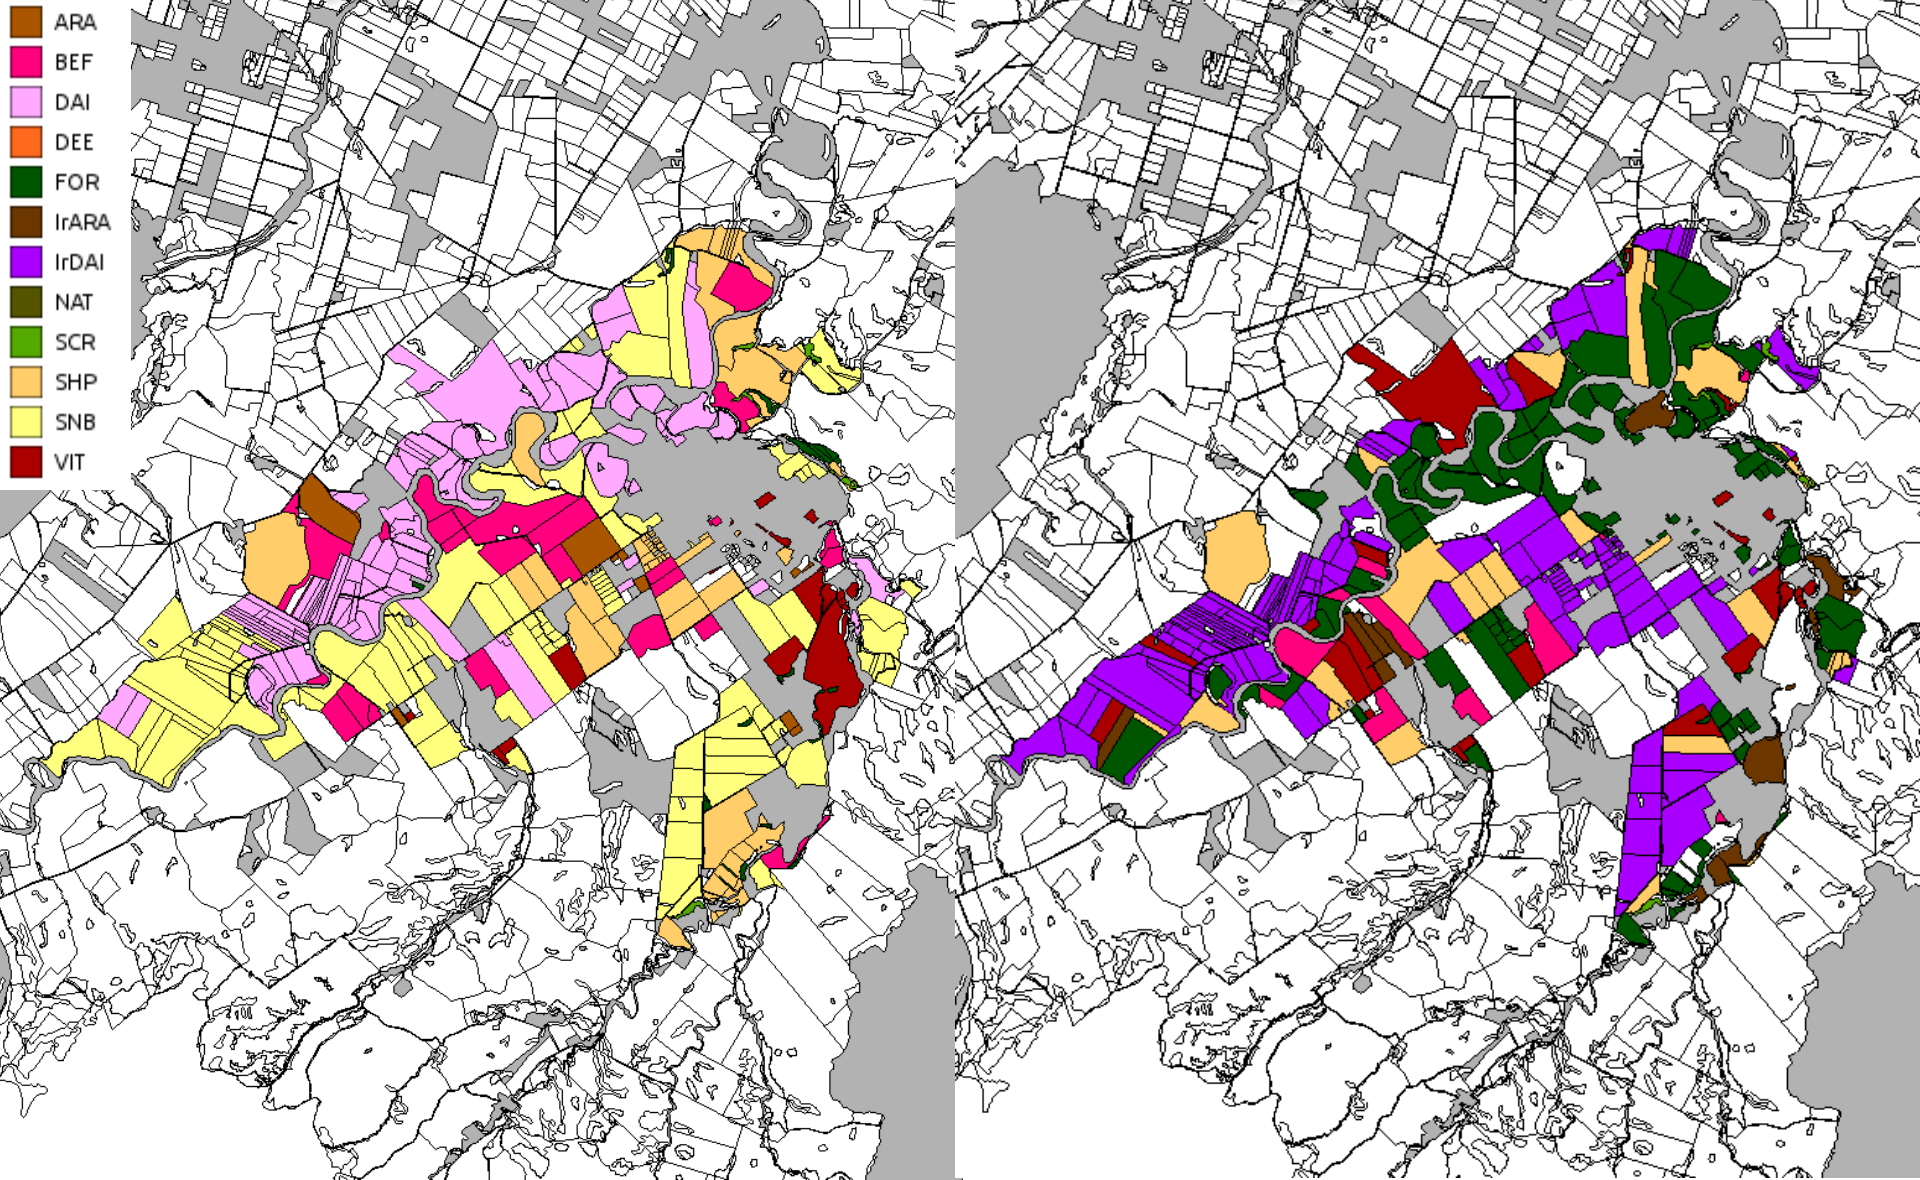 ARA
BEF
DAI
DEE
FOR
IrARA
IrDAI
NAT
SCR
SHP
SNB
VIT